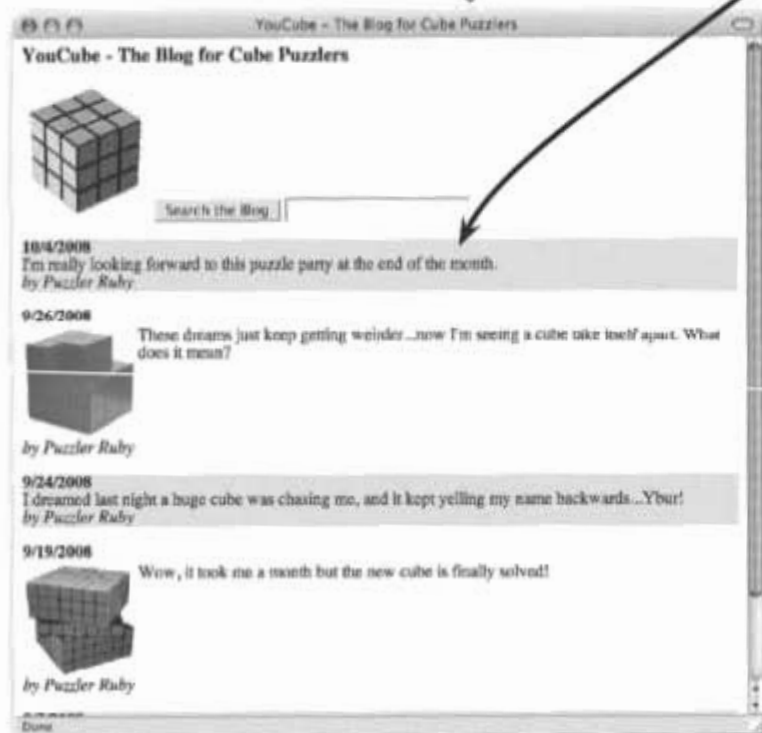 YouCube - The Blog for Cube Puzzlers
YouCube - The Blog for Cube Puzzlers
Search the Blog
10/4/2008
I'm really looking forward to this puzzle party at the end of the month.
by Puzzler Ruby
9/26/2008
These dreams just keep getting weirder...now I'm seeing a cube take itself apart. What
does it mean?
by Puzzler Ruby
9/24/2008
I dreamed last night a huge cube was chasing me, and it kept yelling my name backwards...Ybur!
by Puzzler Ruby
9/19/2008
Wow, it took me a month but the new cube is finally solved!
by Puzzler Ruby
Done